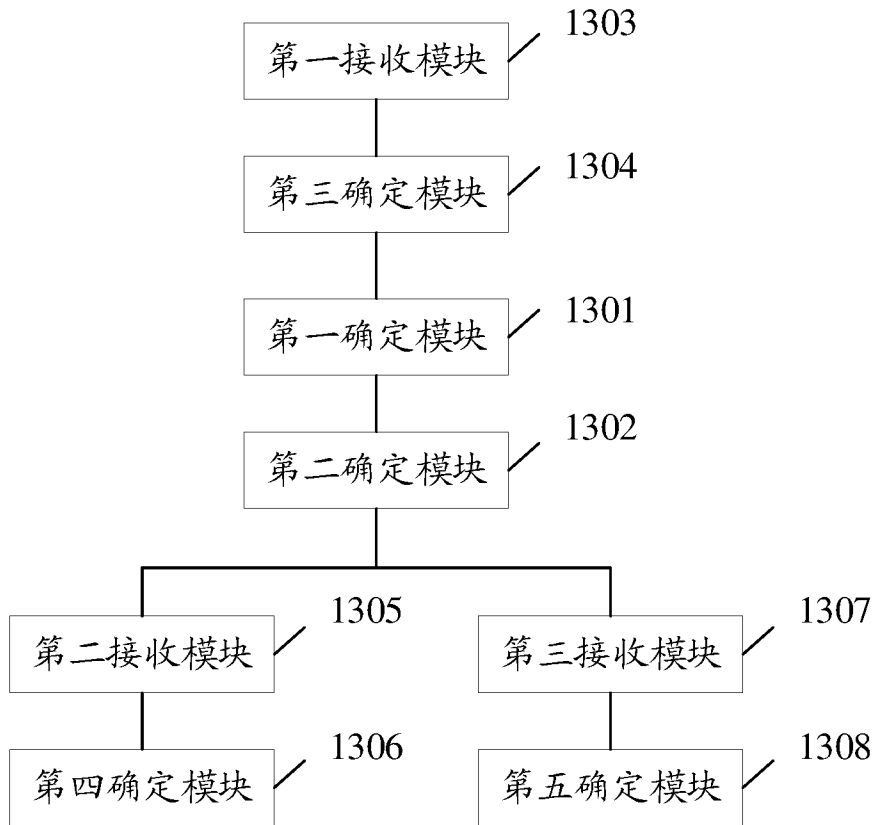 1303
第一接收模块
1304
第三确定模块
1301
第一确定模块
1302
第二确定模块
1305
第二接收模块
1307
第三接收模块
1306
第四确定模块
1308
第五确定模块